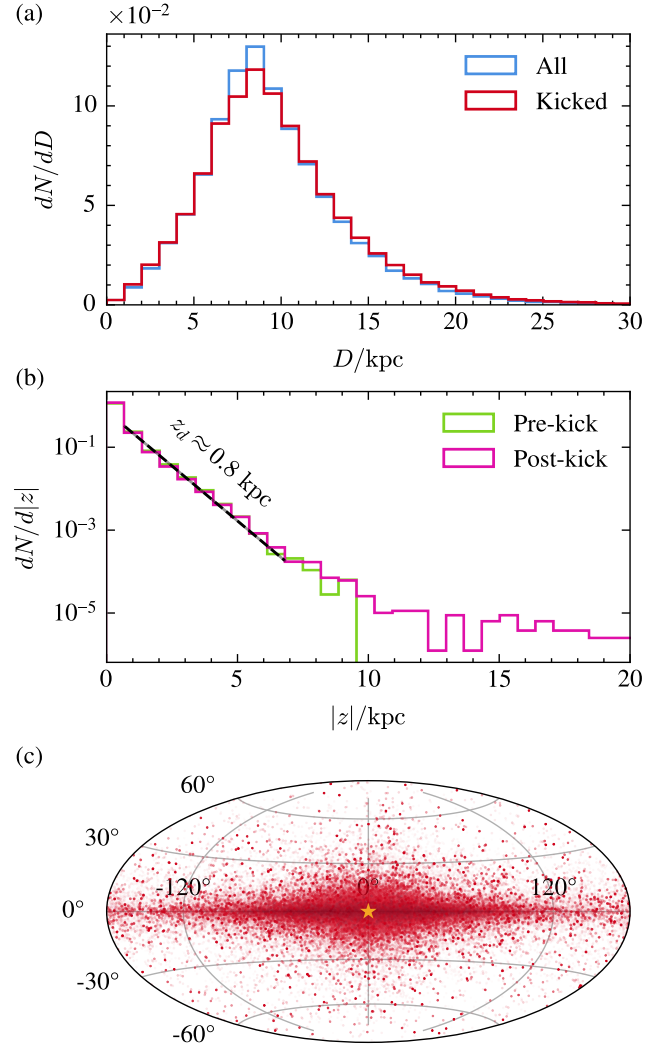 (a)
×10⁻²
All
Kicked
10
5
0
dN/dD
0 5 10 15 20 25 30
D/kpc
(b)
Pre-kick
Post-kick
z_d ≈ 0.8 kpc
10⁻¹
10⁻³
10⁻⁵
dN/d|z|
0 5 10 15 20
|z|/kpc
(c)
60°
30°
-120° 0° 120°
0°
-30°
-60°